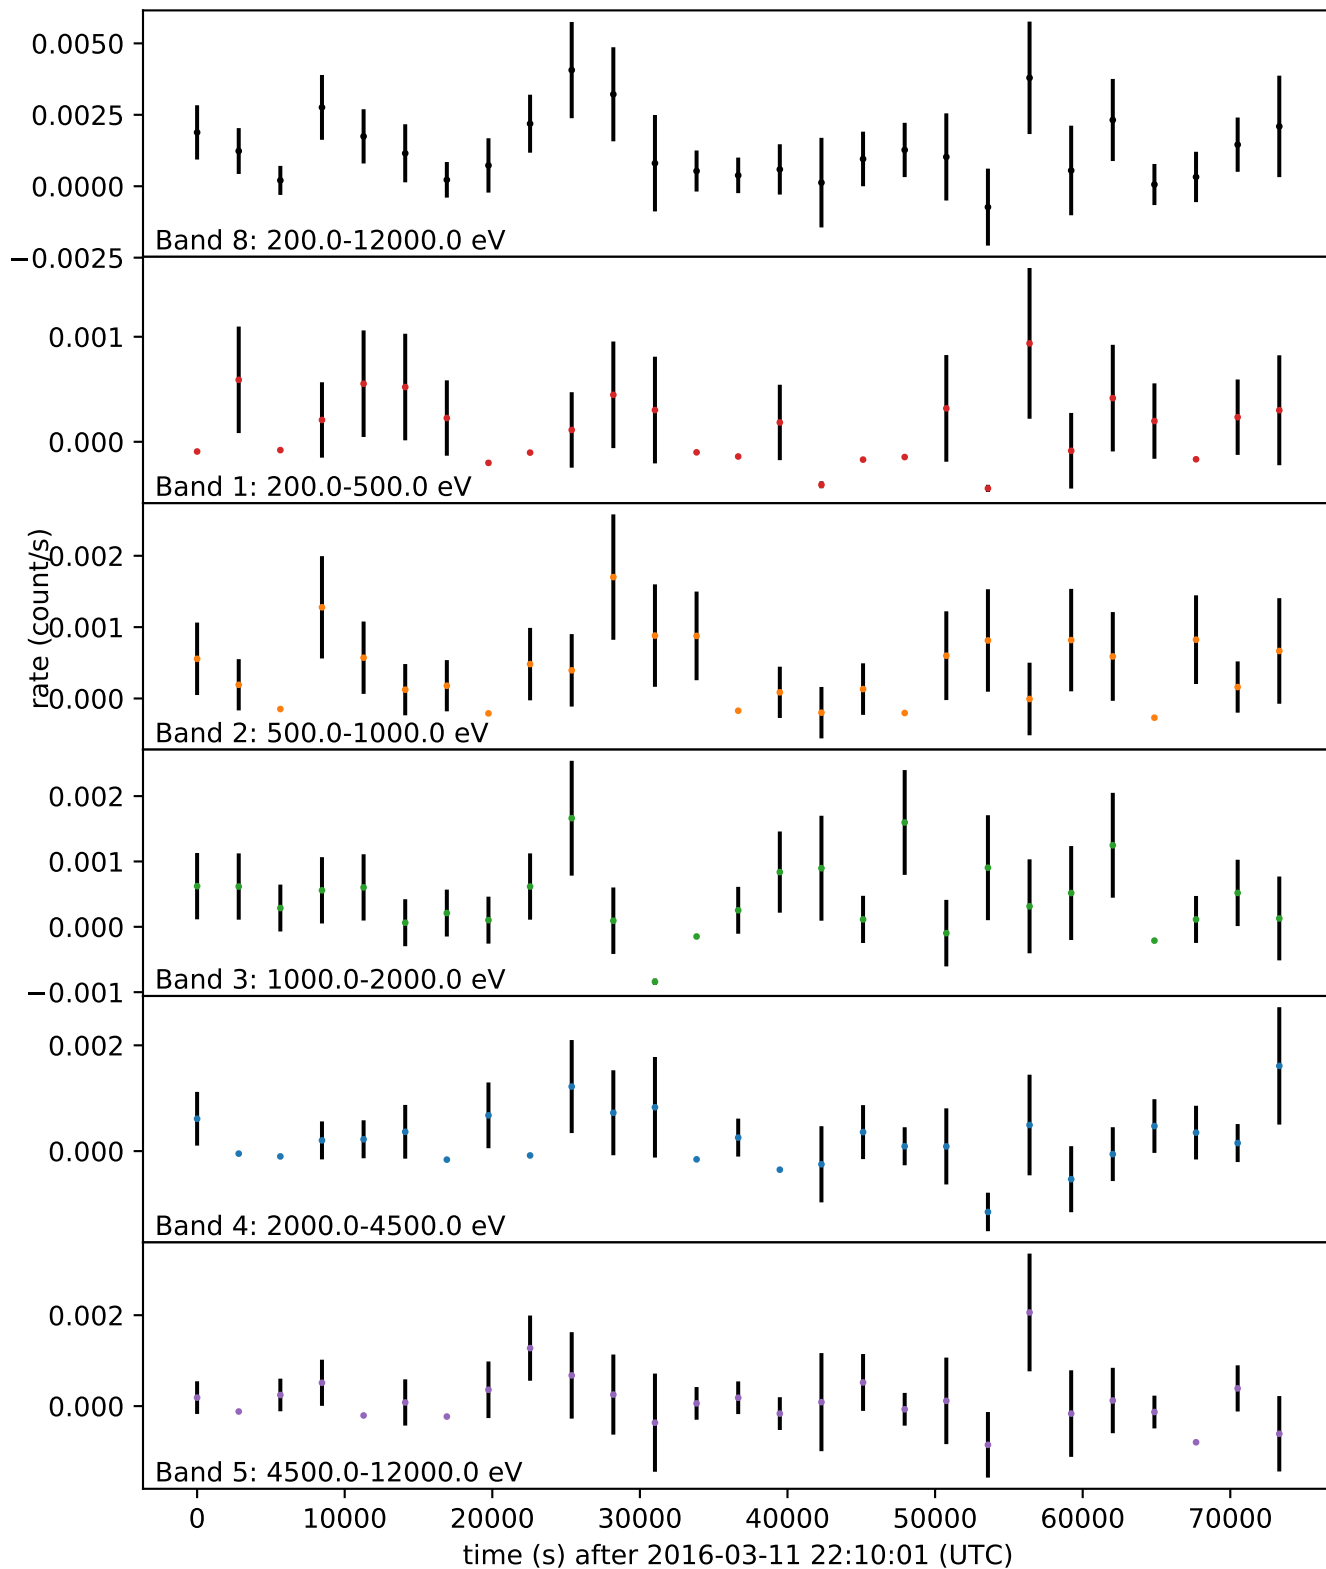 0.0050
0.0025
0.0000
−0.0025
Band 8: 200.0-12000.0 eV
0.001
0.000
Band 1: 200.0-500.0 eV
rate (count/s)
0.002
0.001
0.000
Band 2: 500.0-1000.0 eV
0.002
0.001
0.000
−0.001
Band 3: 1000.0-2000.0 eV
0.002
0.000
Band 4: 2000.0-4500.0 eV
0.002
0.000
Band 5: 4500.0-12000.0 eV
0 10000 20000 30000 40000 50000 60000 70000
time (s) after 2016-03-11 22:10:01 (UTC)